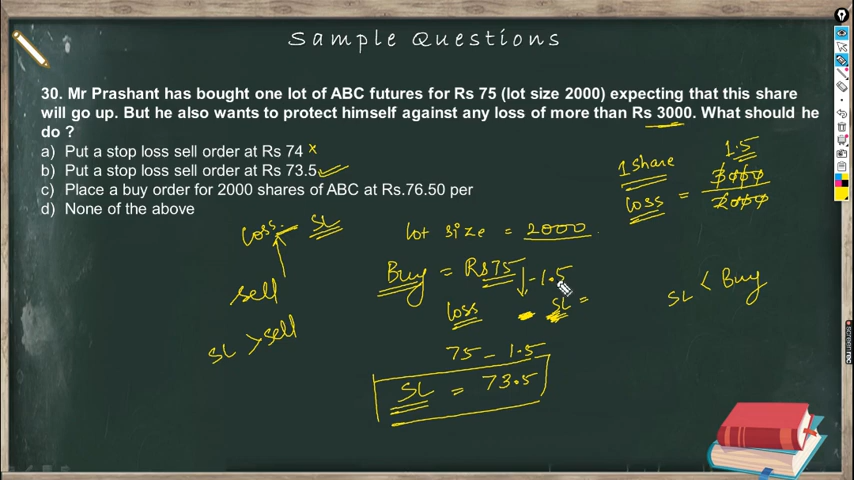 Sample Questions
30. Mr Prashant has bought one lot of ABC futures for Rs 75 (lot size 2000) expecting that this share
will go up. But he also wants to protect himself against any loss of more than Rs 3000. What should he
do ?
a) Put a stop loss sell order at Rs 74 x
b) Put a stop loss sell order at Rs 73.5 ✓
c) Place a buy order for 2000 shares of ABC at Rs.76.50 per
d) None of the above
1 share loss = 3000 / 2000
1.5
loss SL
lot size = 2000
Buy = Rs 75 ↓ -1.5
sell
loss - SL =
SL < Buy
SL > sell
75 - 1.5
SL = 73.5
SCREENREC